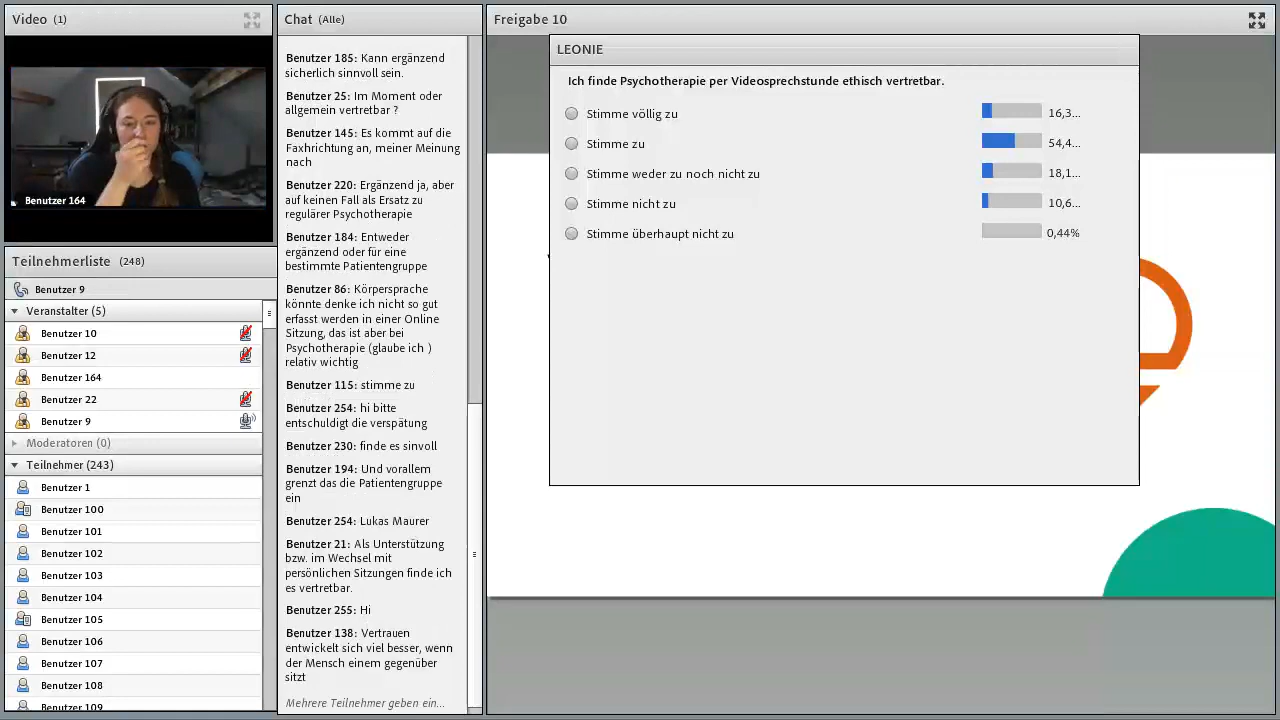 Video (1)
Benutzer 164
Teilnehmerliste (248)
Benutzer 9
Veranstalter (5)
Benutzer 10
Benutzer 12
Benutzer 164
Benutzer 22
Benutzer 9
Moderatoren (0)
Teilnehmer (243)
Benutzer 1
Benutzer 100
Benutzer 101
Benutzer 102
Benutzer 103
Benutzer 104
Benutzer 105
Benutzer 106
Benutzer 107
Benutzer 108
Benutzer 109
Chat (Alle)
Benutzer 185: Kann ergänzend
sicherlich sinnvoll sein.
Benutzer 25: Im Moment oder
allgemein vertretbar ?
Benutzer 145: Es kommt auf die
Faxhrichtung an, meiner Meinung
nach
Benutzer 220: Ergänzend ja, aber
auf keinen Fall als Ersatz zu
regulärer Psychotherapie
Benutzer 184: Entweder
ergänzend oder für eine
bestimmte Patientengruppe
Benutzer 86: Körpersprache
könnte denke ich nicht so gut
erfasst werden in einer Online
Sitzung, das ist aber bei
Psychotherapie (glaube ich )
relativ wichtig
Benutzer 115: stimme zu
Benutzer 254: hi bitte
entschuldigt die verspätung
Benutzer 230: finde es sinvoll
Benutzer 194: Und vorallem
grenzt das die Patientengruppe
ein
Benutzer 254: Lukas Maurer
Benutzer 21: Als Unterstützung
bzw. im Wechsel mit
persönlichen Sitzungen finde ich
es vertretbar.
Benutzer 255: Hi
Benutzer 138: Vertrauen
entwickelt sich viel besser, wenn
der Mensch einem gegenüber
sitzt
Mehrere Teilnehmer geben ein...
Freigabe 10
LEONIE
Ich finde Psychotherapie per Videosprechstunde ethisch vertretbar.
Stimme völlig zu 16,3...
Stimme zu 54,4...
Stimme weder zu noch nicht zu 18,1...
Stimme nicht zu 10,6...
Stimme überhaupt nicht zu 0,44%